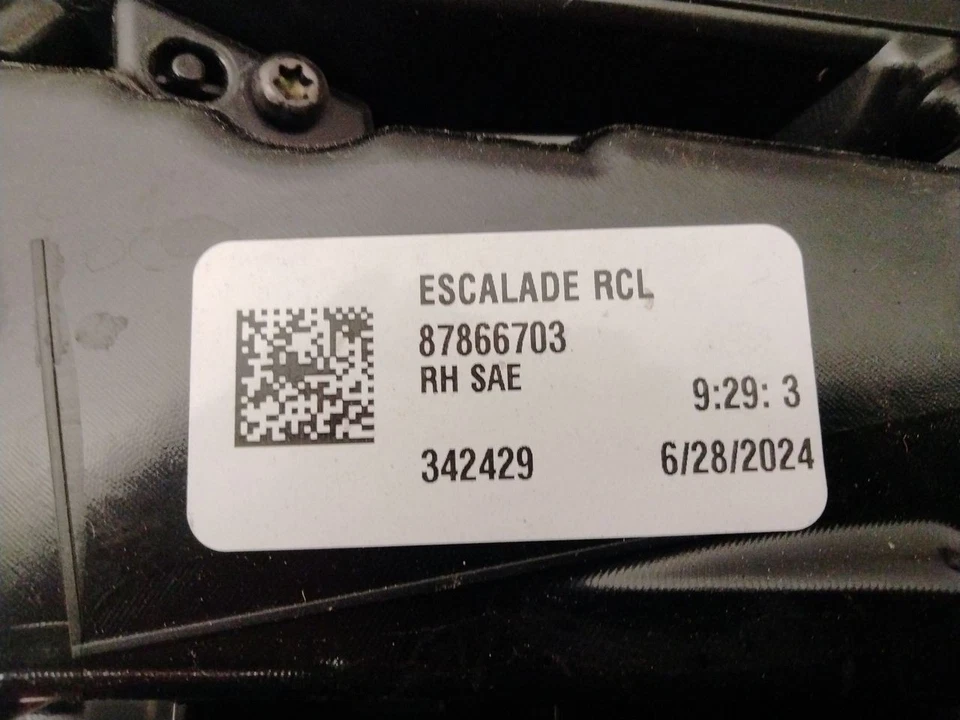 ESCALADE RCL
87866703
RH SAE
9:29: 3
342429
6/28/2024